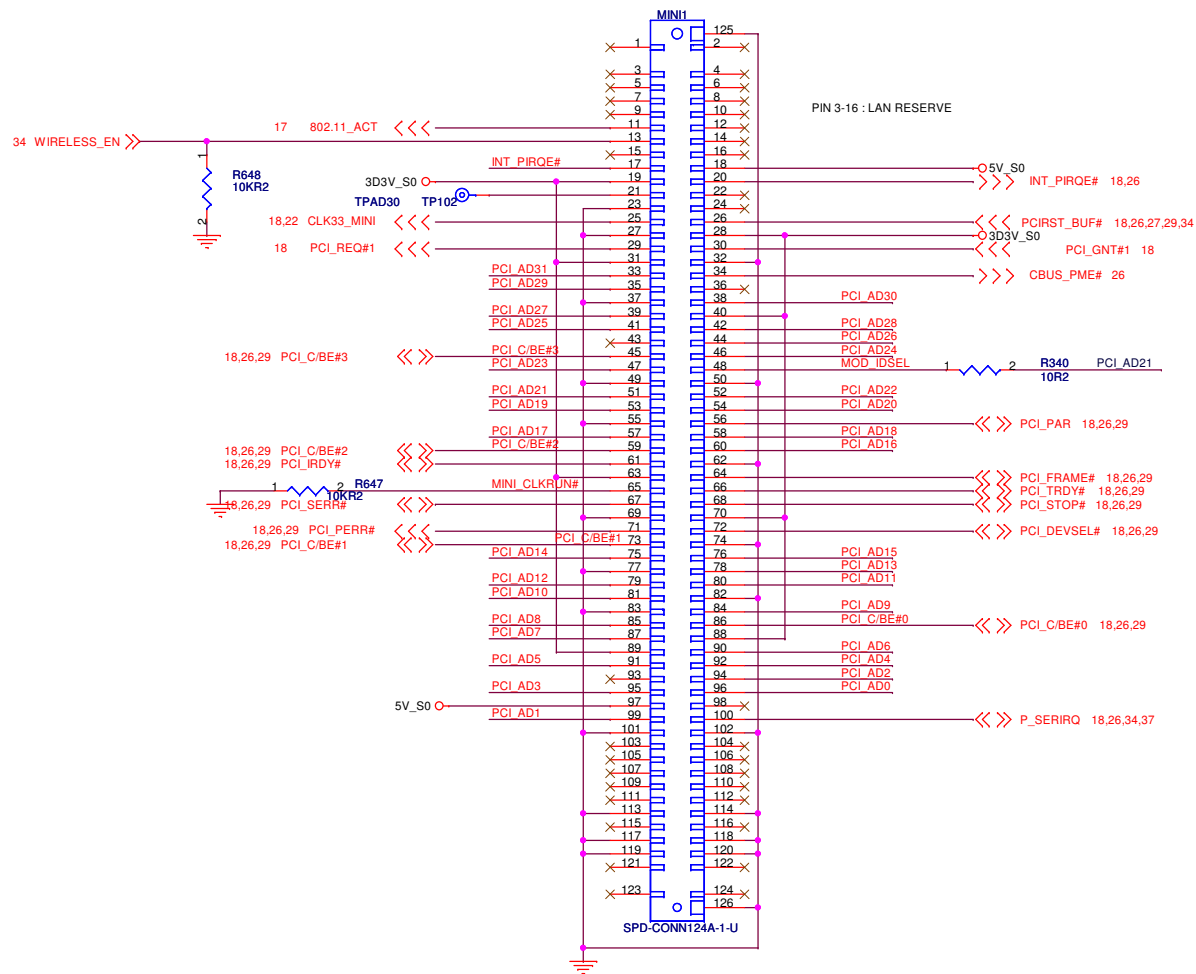 MINI1
125
1 2
3 4
5 6
7 8
PIN 3-16 : LAN RESERVE
9 10
17 802.11_ACT 11 12
34 WIRELESS_EN 13 14
1 15 16
INT_PIRQE# 17 18 5V_S0
R648 3D3V_S0 19 20 INT_PIRQE# 18,26
10KR2 TPAD30 TP102 21 22
2 23 24
18,22 CLK33_MINI 25 26 PCIRST_BUF# 18,26,27,29,34
27 28 3D3V_S0
18 PCI_REQ#1 29 30 PCI_GNT#1 18
31 32
PCI_AD31 33 34 CBUS_PME# 26
PCI_AD29 35 36
37 38 PCI_AD30
PCI_AD27 39 40
PCI_AD25 41 42 PCI_AD28
43 44 PCI_AD26
18,26,29 PCI_C/BE#3 PCI_C/BE#3 45 46 PCI_AD24
PCI_AD23 47 48 MOD_IDSEL 1 2 R340 PCI_AD21
10R2
49 50
PCI_AD21 51 52 PCI_AD22
PCI_AD19 53 54 PCI_AD20
55 56 PCI_PAR 18,26,29
PCI_AD17 57 58 PCI_AD18
18,26,29 PCI_C/BE#2 PCI_C/BE#2 59 60 PCI_AD16
18,26,29 PCI_IRDY# 61 62
63 64 PCI_FRAME# 18,26,29
1 2 R647 MINI_CLKRUN# 65 66 PCI_TRDY# 18,26,29
10KR2
18,26,29 PCI_SERR# 67 68 PCI_STOP# 18,26,29
69 70
18,26,29 PCI_PERR# 71 72 PCI_DEVSEL# 18,26,29
18,26,29 PCI_C/BE#1 PCI_C/BE#1 73 74
PCI_AD14 75 76 PCI_AD15
77 78 PCI_AD13
PCI_AD12 79 80 PCI_AD11
PCI_AD10 81 82
83 84 PCI_AD9
PCI_AD8 85 86 PCI_C/BE#0 PCI_C/BE#0 18,26,29
PCI_AD7 87 88
89 90 PCI_AD6
PCI_AD5 91 92 PCI_AD4
93 94 PCI_AD2
PCI_AD3 95 96 PCI_AD0
5V_S0 97 98
PCI_AD1 99 100 P_SERIRQ 18,26,34,37
101 102
103 104
105 106
107 108
109 110
111 112
113 114
115 116
117 118
119 120
121 122
123 124
126
SPD-CONN124A-1-U